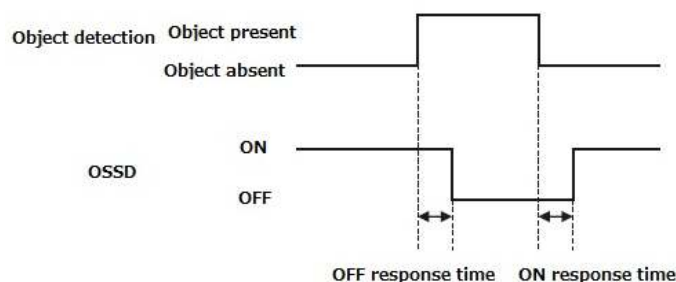 Object detection
Object present
Object absent
OSSD
ON
OFF
OFF response time
ON response time